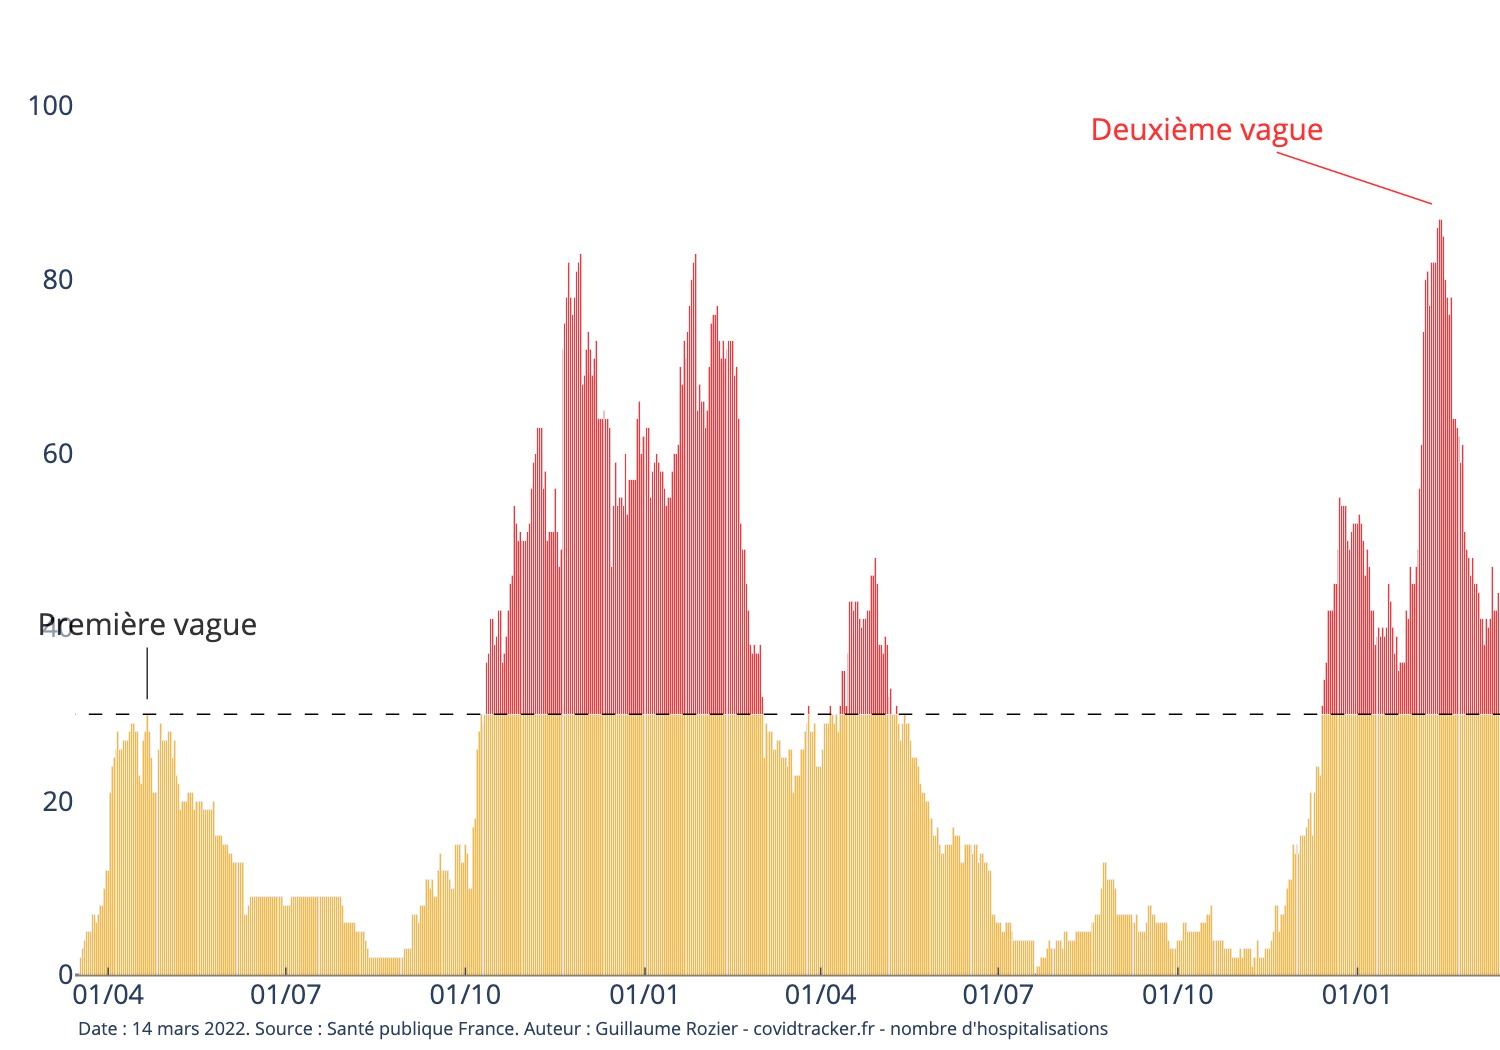 100
Deuxième vague
80
60
Première vague
40
20
0
01/04 01/07 01/10 01/01 01/04 01/07 01/10 01/01
Date : 14 mars 2022. Source : Santé publique France. Auteur : Guillaume Rozier - covidtracker.fr - nombre d'hospitalisations